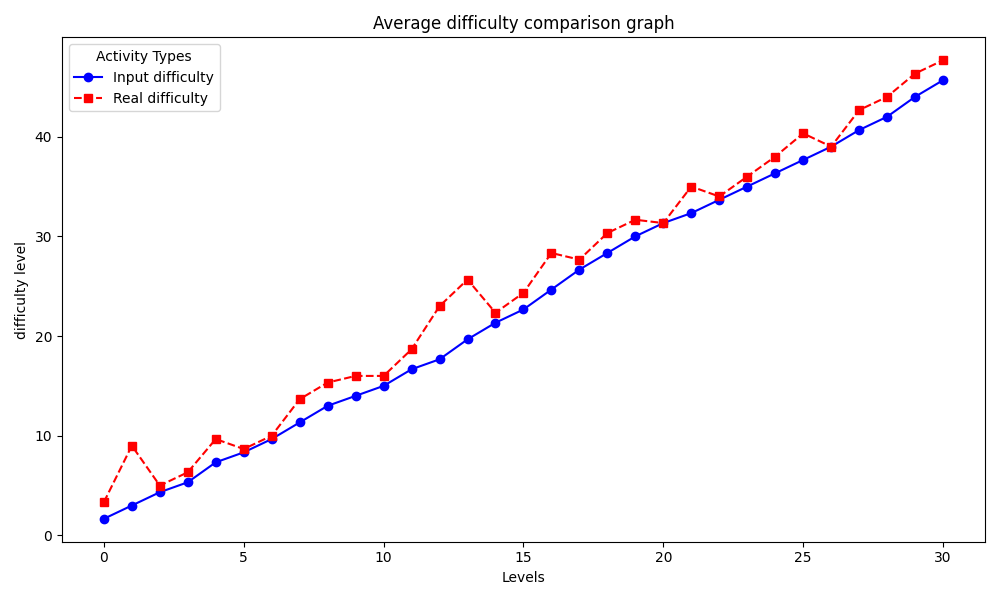 Average difficulty comparison graph
Activity Types
Input difficulty
Real difficulty
difficulty level
40
30
20
10
0
0 5 10 15 20 25 30
Levels